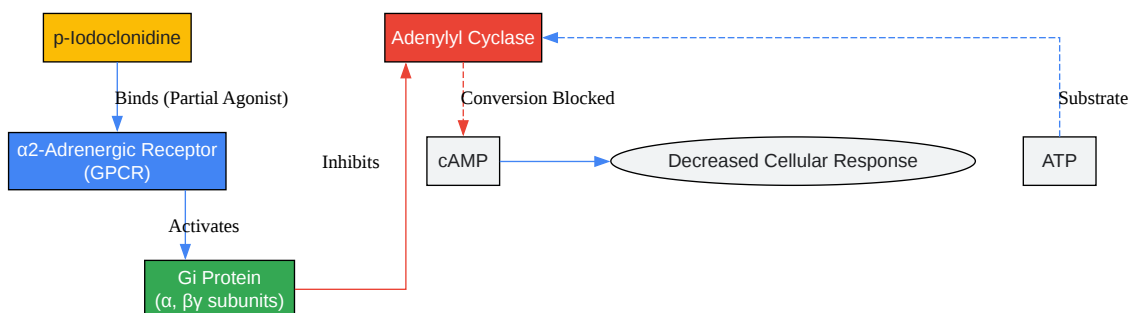 p-Iodoclonidine
Adenylyl Cyclase
Binds (Partial Agonist)
Conversion Blocked
Substrate
α2-Adrenergic Receptor
(GPCR)
Inhibits
cAMP
Decreased Cellular Response
ATP
Activates
Gi Protein
(α, βγ subunits)